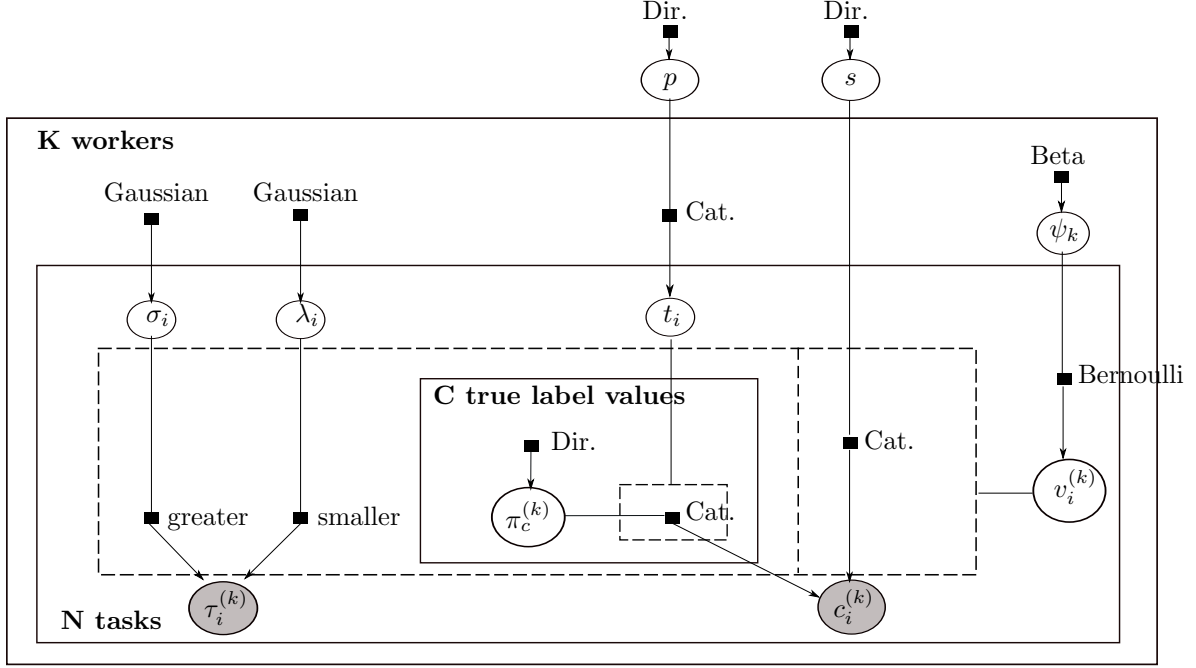 Dir. Dir.
p s
K workers
Beta
Gaussian Gaussian
Cat.
ψ_k
σ_i λ_i t_i
Bernoulli
C true label values
Dir. Cat.
π_c^{(k)} Cat. v_i^{(k)}
greater smaller
τ_i^{(k)} c_i^{(k)}
N tasks